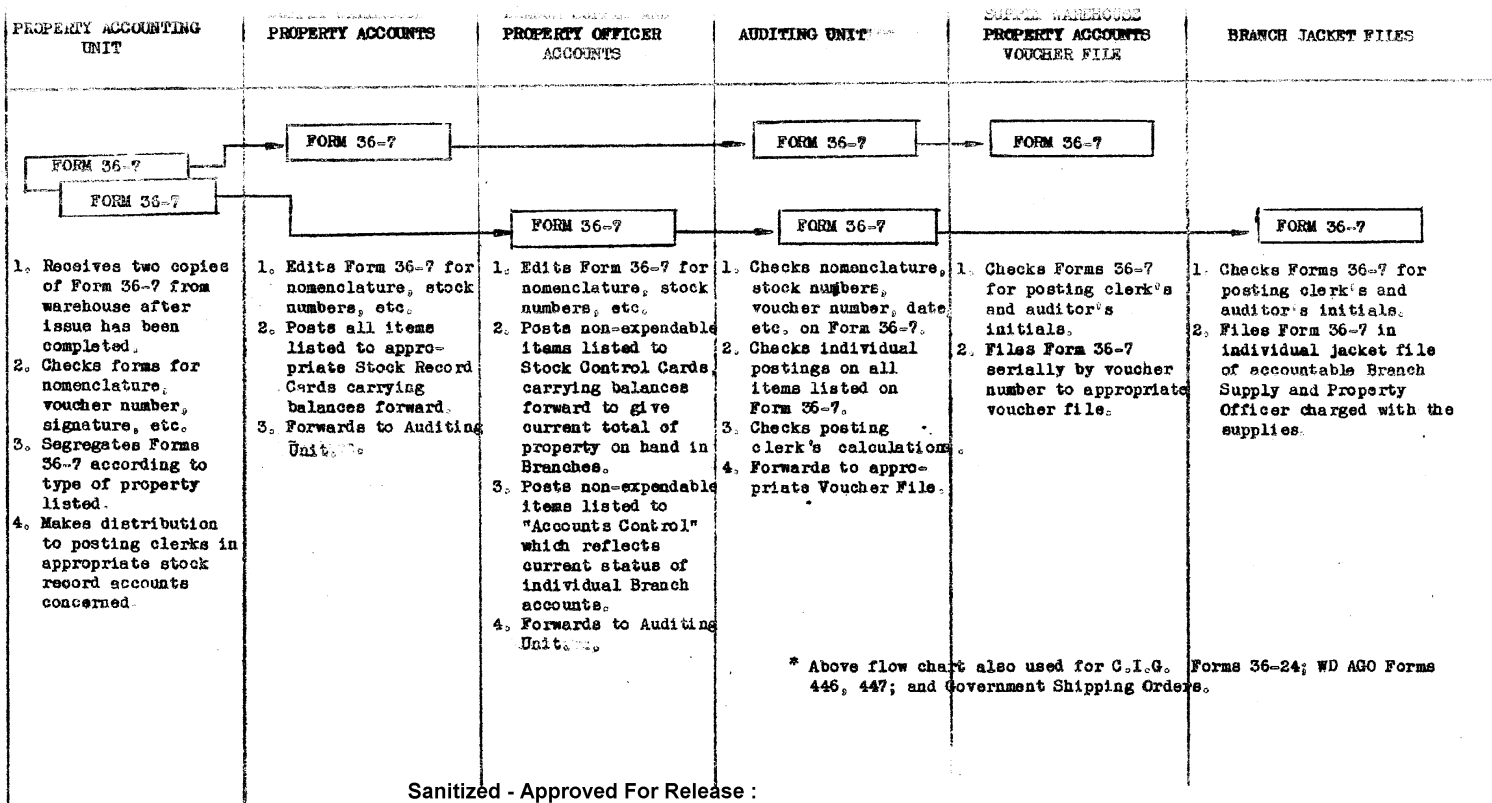 PROPERTY ACCOUNTING
UNIT
SUPPLY WAREHOUSE
PROPERTY ACCOUNTS
PROPERTY OFFICER
ACCOUNTS
AUDITING UNIT
SUPPLY WAREHOUSE
PROPERTY ACCOUNTS
VOUCHER FILE
BRANCH JACKET FILES
FORM 36-7
FORM 36-7
FORM 36-7
FORM 36-7
FORM 36-7
FORM 36-7
FORM 36-7
FORM 36-7
1. Receives two copies
of Form 36-7 from
warehouse after
issue has been
completed.
2. Checks forms for
nomenclature,
voucher number,
signature, etc.
3. Segregates Forms
36-7 according to
type of property
listed.
4. Makes distribution
to posting clerks in
appropriate stock
record accounts
concerned.
1. Edits Form 36-7 for
nomenclature, stock
numbers, etc.
2. Posts all items
listed to appro-
priate Stock Record
Cards carrying
balances forward.
3. Forwards to Auditing
Unit.
1. Edits Form 36-7 for
nomenclature, stock
numbers, etc.
2. Posts non-expendable
items listed to
Stock Control Cards,
carrying balances
forward to give
current total of
property on hand in
Branches.
3. Posts non-expendable
items listed to
"Accounts Control"
which reflects
current status of
individual Branch
accounts.
4. Forwards to Auditing
Unit.
1. Checks nomenclature,
stock numbers,
voucher number, date
etc. on Form 36-7.
2. Checks individual
postings on all
items listed on
Form 36-7.
3. Checks posting
clerk's calculations.
4. Forwards to appro-
priate Voucher File.
1. Checks Forms 36-7
for posting clerk's
and auditor's
initials.
2. Files Form 36-7
serially by voucher
number to appropriate
voucher file.
1. Checks Forms 36-7 for
posting clerk's and
auditor's initials.
2. Files Form 36-7 in
individual jacket file
of accountable Branch
Supply and Property
Officer charged with the
supplies.
* Above flow chart also used for C.I.G. Forms 36-24; WD AGO Forms
446, 447; and Government Shipping Orders.
Sanitized - Approved For Release :